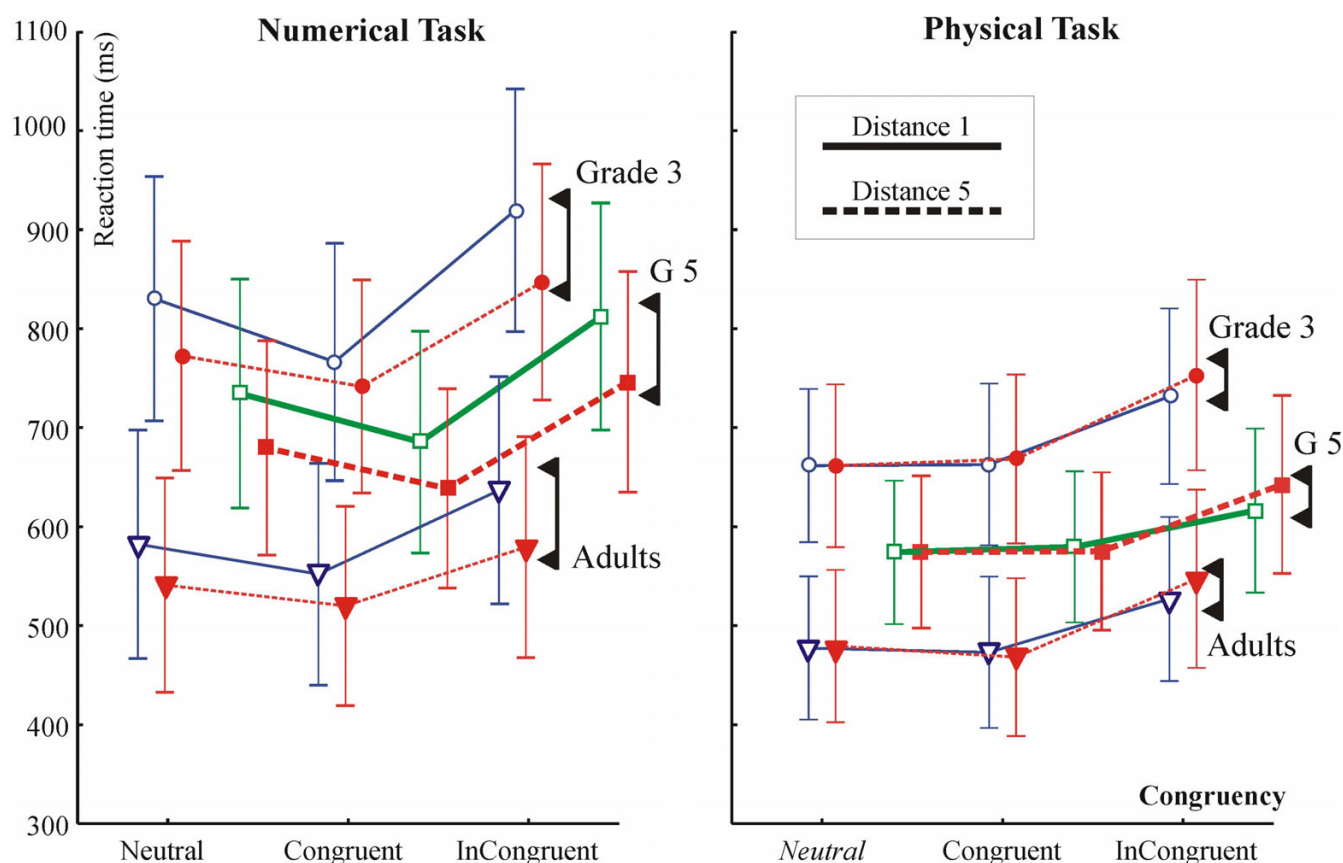 Numerical Task
Reaction time (ms)
1100
1000
900
800
700
600
500
400
300
Grade 3
G 5
Adults
Neutral
Congruent
InCongruent
Physical Task
Distance 1
Distance 5
Grade 3
G 5
Adults
Congruency
Neutral
Congruent
InCongruent